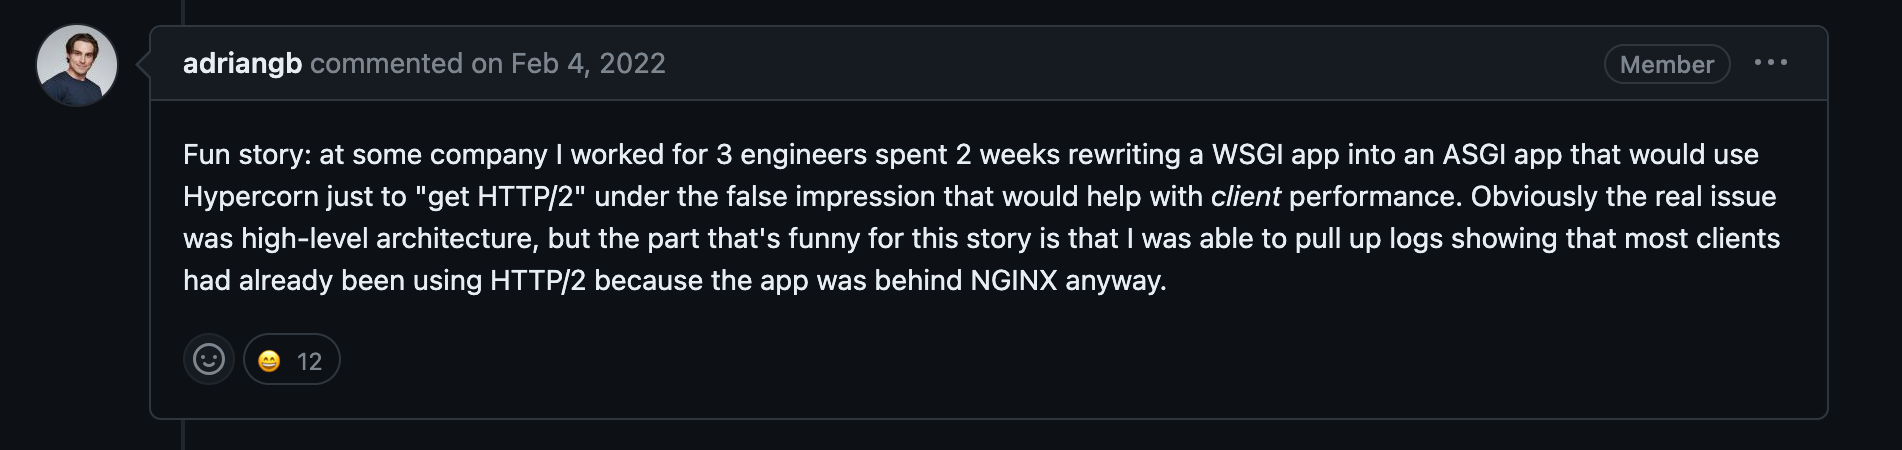 adriangb commented on Feb 4, 2022
Member
Fun story: at some company I worked for 3 engineers spent 2 weeks rewriting a WSGI app into an ASGI app that would use
Hypercorn just to "get HTTP/2" under the false impression that would help with client performance. Obviously the real issue
was high-level architecture, but the part that's funny for this story is that I was able to pull up logs showing that most clients
had already been using HTTP/2 because the app was behind NGINX anyway.
😄 12